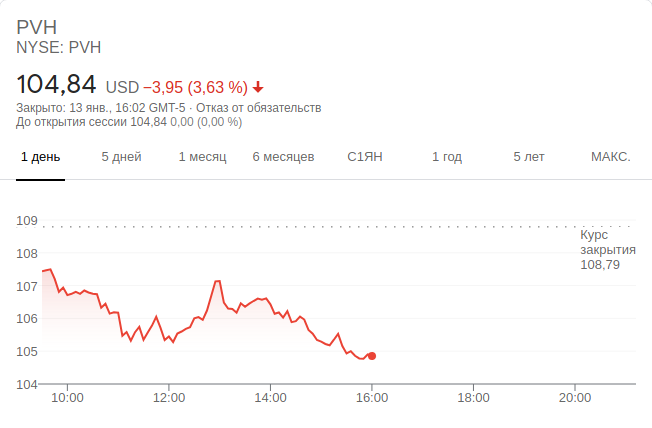 PVH
NYSE: PVH
104,84 USD −3,95 (3,63 %)
Закрыто: 13 янв., 16:02 GMT-5 · Отказ от обязательств
До открытия сессии 104,84 0,00 (0,00 %)
1 день 5 дней 1 месяц 6 месяцев С1ЯН 1 год 5 лет МАКС.
109
Курс
закрытия
108,79
108
107
106
105
104
10:00 12:00 14:00 16:00 18:00 20:00